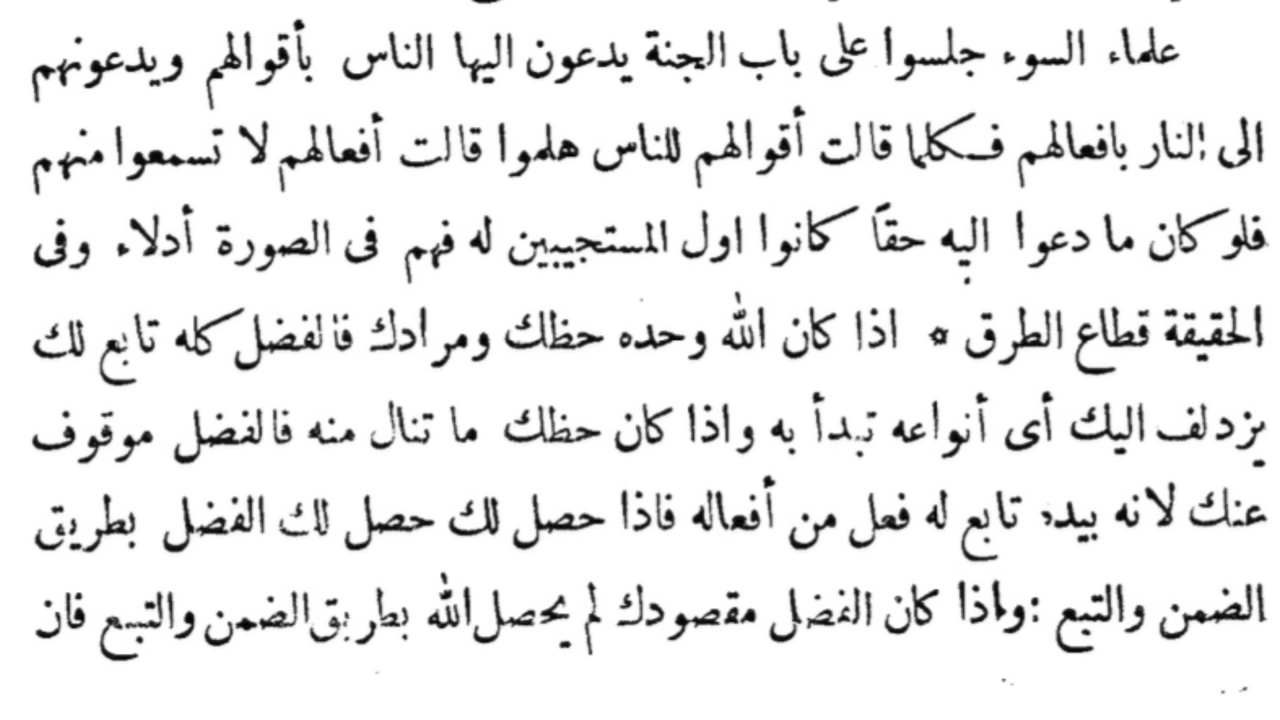 علماء السوء جلسوا على باب الجنة يدعون اليها الناس بأقوالهم ويدعونهم
الى النار بافعالهم فكلما قالت أقوالهم للناس هلموا قالت أفعالهم لا تسمعوا منهم
فلو كان ما دعوا اليه حقاً كانوا اول المستجيبين له فهم فى الصورة أدلاء وفى
الحقيقة قطاع الطرق * اذا كان الله وحده حظك ومرادك فالفضل كله تابع لك
يزدلف اليك أى أنواعه تبدأ به واذا كان حظك ما تنال منه فالفضل موقوف
عنك لانه بيده تابع له فعل من أفعاله فاذا حصل لك حصل لك الفضل بطريق
الضمن والتبع : واذا كان الفضل مقصودك لم يحصل الله بطريق الضمن والتبع فان